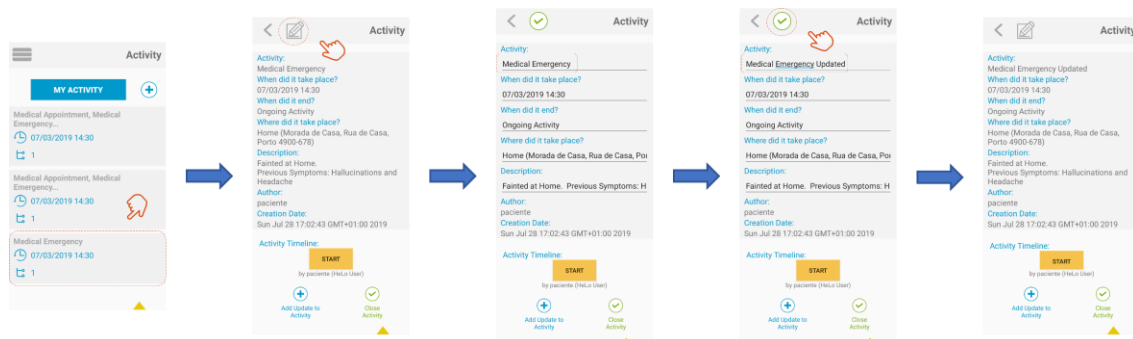 Activity
MY ACTIVITY
Medical Appointment, Medical
Emergency...
07/03/2019 14:30
1
Medical Appointment, Medical
Emergency...
07/03/2019 14:30
1
Medical Emergency
07/03/2019 14:30
1
Activity
Activity:
Medical Emergency
When did it take place?
07/03/2019 14:30
When did it end?
Ongoing Activity
Where did it take place?
Home (Morada de Casa, Rua de Casa,
Porto 4900-678)
Description:
Fainted at Home.
Previous Symptoms: Hallucinations and
Headache
Author:
paciente
Creation Date:
Sun Jul 28 17:02:43 GMT+01:00 2019
Activity Timeline:
START
by paciente (HeLo User)
Add Update to
Activity
Close
Activity
Activity
Activity:
Medical Emergency
When did it take place?
07/03/2019 14:30
When did it end?
Ongoing Activity
Where did it take place?
Home (Morada de Casa, Rua de Casa, Por
Description:
Fainted at Home. Previous Symptoms: H
Author:
paciente
Creation Date:
Sun Jul 28 17:02:43 GMT+01:00 2019
Activity Timeline:
START
by paciente (HeLo User)
Add Update to
Activity
Close
Activity
Activity
Activity:
Medical Emergency Updated
When did it take place?
07/03/2019 14:30
When did it end?
Ongoing Activity
Where did it take place?
Home (Morada de Casa, Rua de Casa, Por
Description:
Fainted at Home. Previous Symptoms: H
Author:
paciente
Creation Date:
Sun Jul 28 17:02:43 GMT+01:00 2019
Activity Timeline:
START
by paciente (HeLo User)
Add Update to
Activity
Close
Activity
Activity
Activity:
Medical Emergency Updated
When did it take place?
07/03/2019 14:30
When did it end?
Ongoing Activity
Where did it take place?
Home (Morada de Casa, Rua de Casa,
Porto 4900-678)
Description:
Fainted at Home.
Previous Symptoms: Hallucinations and
Headache
Author:
paciente
Creation Date:
Sun Jul 28 17:02:43 GMT+01:00 2019
Activity Timeline:
START
by paciente (HeLo User)
Add Update to
Activity
Close
Activity